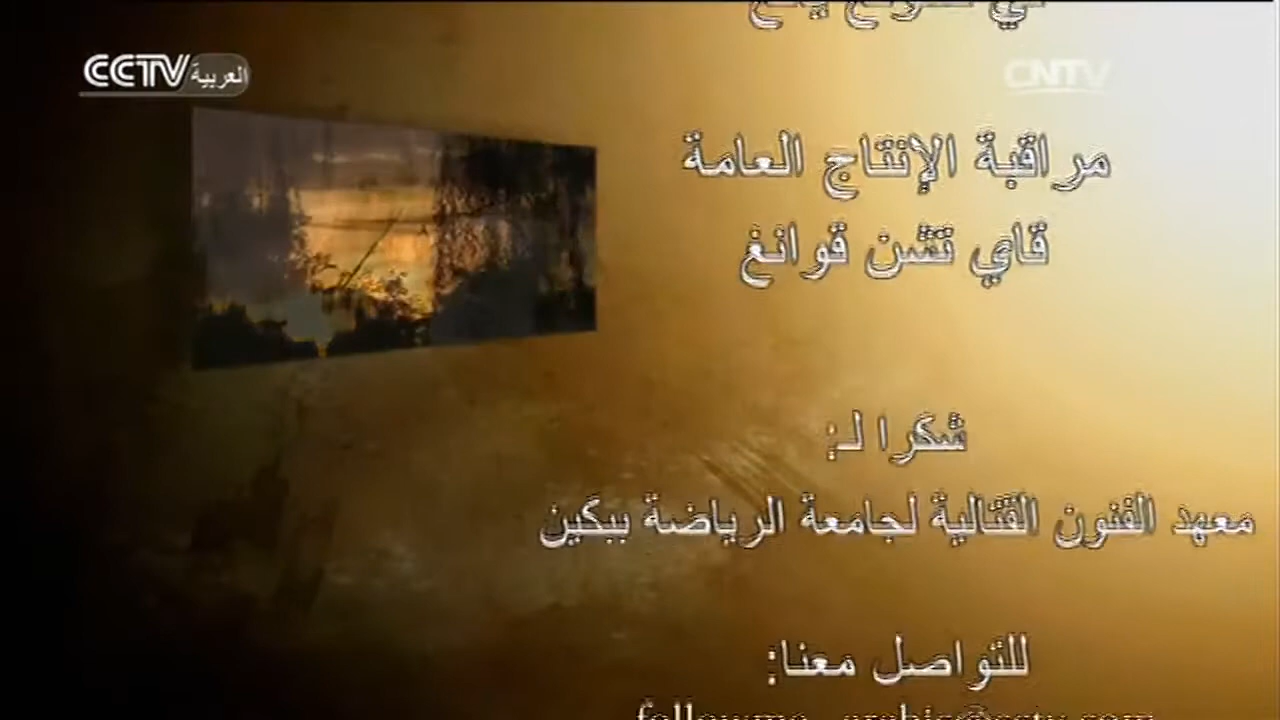 CCTV العربية
CNTV
مراقبة الإنتاج العامة
قاي تشن قوانغ
شكرا لـ:
معهد الفنون القتالية لجامعة الرياضة ببكين
للتواصل معنا: